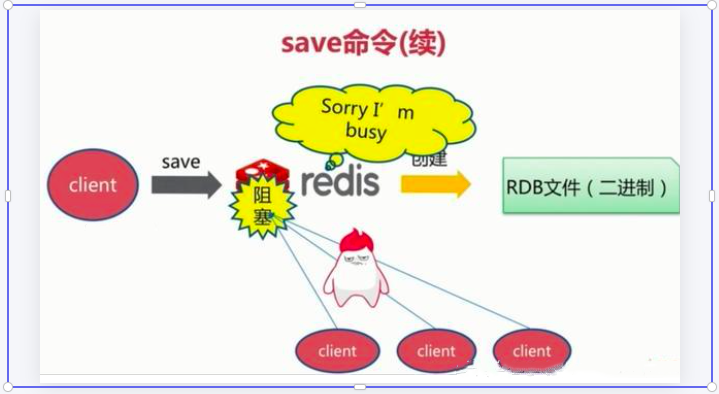 save命令(续)
Sorry I’m
busy
save
创建
client
阻
塞
redis
RDB文件（二进制）
client
client
client